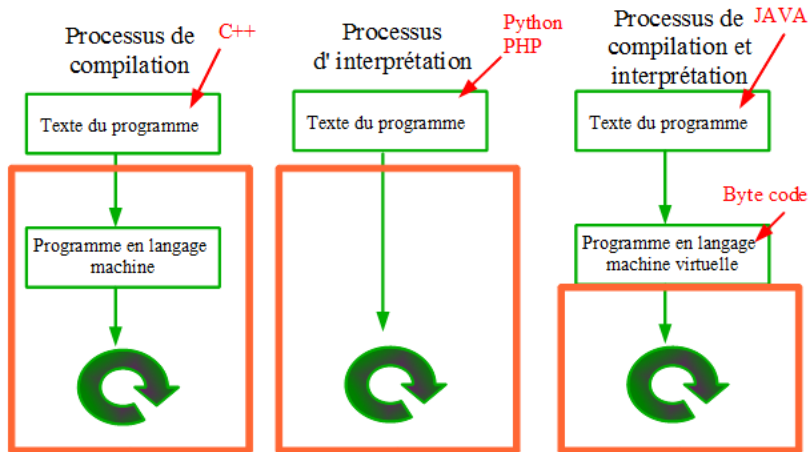 Processus de
compilation
C++
Texte du programme
Programme en langage
machine
Processus
d' interprétation
Python
PHP
Texte du programme
Processus de
compilation et
interprétation
JAVA
Texte du programme
Byte code
Programme en langage
machine virtuelle